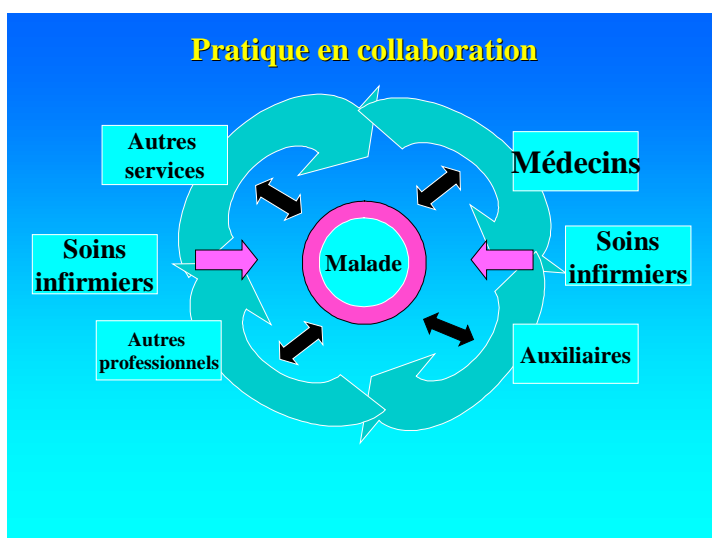 Pratique en collaboration
Autres
services
Médecins
Soins
infirmiers
Malade
Soins
infirmiers
Autres
professionnels
Auxiliaires